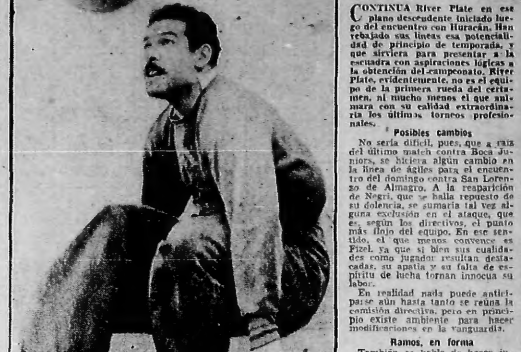 CONTINUA River Plate en ese
plano descendente iniciado lue-
go del encuentro con Huracán. Han
rebajado sus líneas esa potenciali-
dad de principio de temporada, y
que sirviera para presentar a la
escuadra con aspiraciones lógicas a
la obtención del campeonato. River
Plate, evidentemente, no es el equi-
po de la primera rueda del certa-
men, ni mucho menos el que ani-
mara con su calidad extraordina-
ria los últimos torneos profesio-
nales.
Posibles cambios
No sería difícil, pues, que a raíz
del último match contra Boca Ju-
niors, se hiciera algún cambio en
la línea de ágiles para el encuen-
tro del domingo contra San Loren-
zo de Almagro. A la reaparición
de Negri, que se halla repuesto de
su dolencia, se sumaría tal vez al-
guna exclusión en el ataque, que
es, según los directivos, el punto
más flojo del equipo. En ese sen-
tido, el que menos convence es
Pizel, ya que si bien sus cualida-
des como jugador resultan desta-
cadas, su apatía y su falta de es-
píritu de lucha tornan innocua su
labor.
En realidad nada puede antici-
parse aún hasta tanto se reúna la
comisión directiva, pero en princi-
pio existe ambiente para hacer
modificaciones en la vanguardia.
Ramos, en forma
También se habla